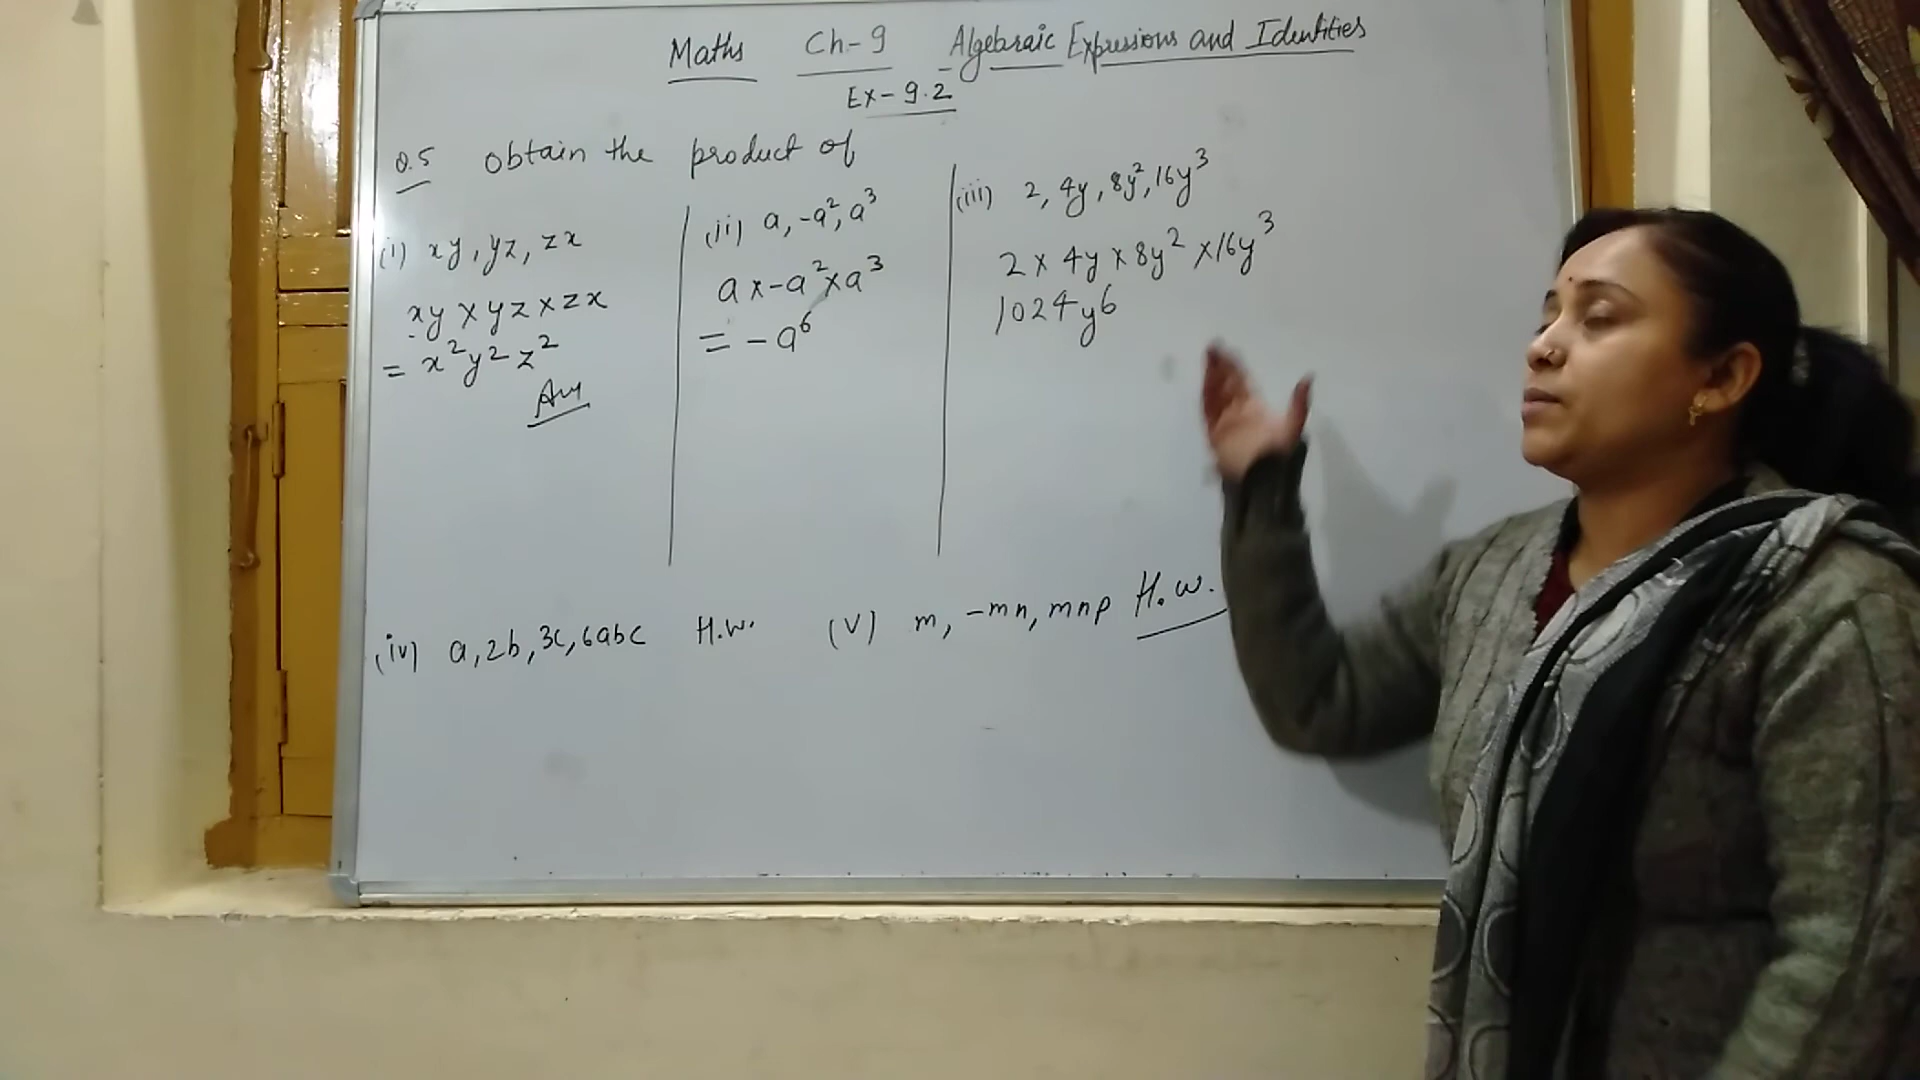 Maths Ch-9 Algebraic Expressions and Identities
Ex-9.2
Q.5 obtain the product of
(i) xy, yz, zx
xy × yz × zx
= x²y²z²
Ans
(ii) a, -a², a³
a × -a² × a³
= -a⁶
(iii) 2, 4y, 8y², 16y³
2 × 4y × 8y² × 16y³
1024y6
(iv) a, 2b, 3c, 6abc H.W.
(v) m, -mn, mnp H.W.